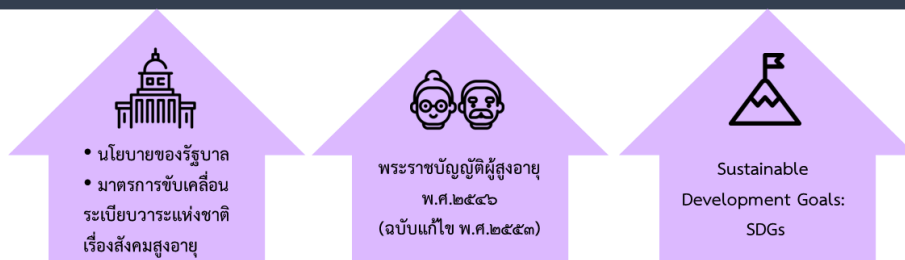 • นโยบายของรัฐบาล
• มาตรการขับเคลื่อน
ระเบียบวาระแห่งชาติ
เรื่องสังคมสูงอายุ
พระราชบัญญัติผู้สูงอายุ
พ.ศ.๒๕๔๖
(ฉบับแก้ไข พ.ศ.๒๕๕๓)
Sustainable
Development Goals:
SDGs